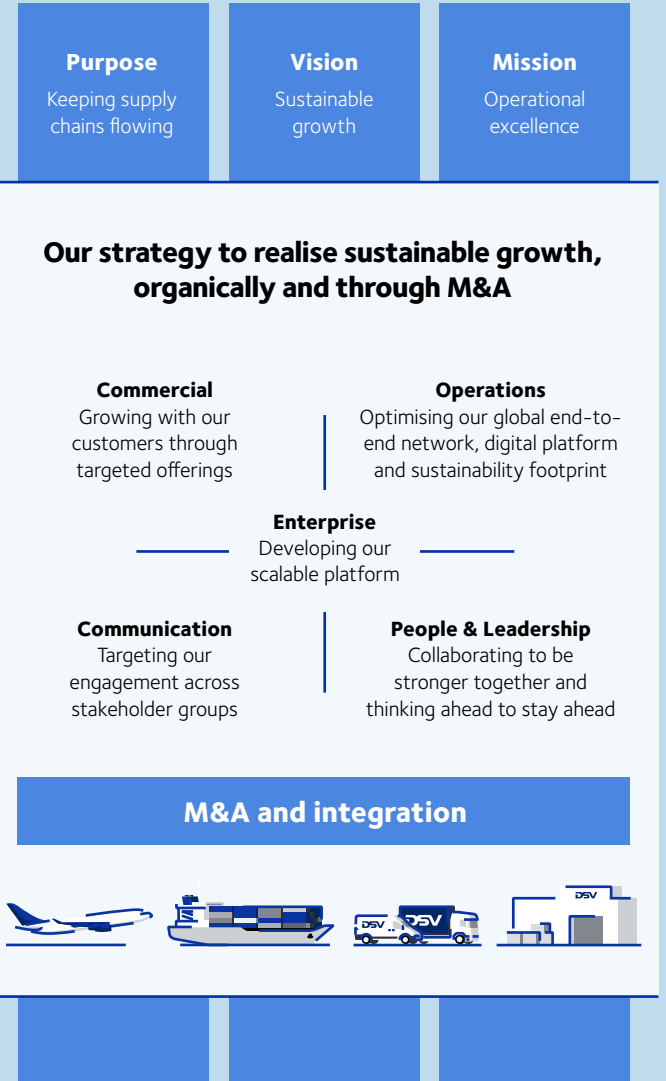 Purpose
Keeping supply
chains flowing
Vision
Sustainable
growth
Mission
Operational
excellence
Our strategy to realise sustainable growth,
organically and through M&A
Commercial
Growing with our
customers through
targeted offerings
Operations
Optimising our global end-to-
end network, digital platform
and sustainability footprint
Enterprise
Developing our
scalable platform
Communication
Targeting our
engagement across
stakeholder groups
People & Leadership
Collaborating to be
stronger together and
thinking ahead to stay ahead
M&A and integration
DSV
DSV
DSV